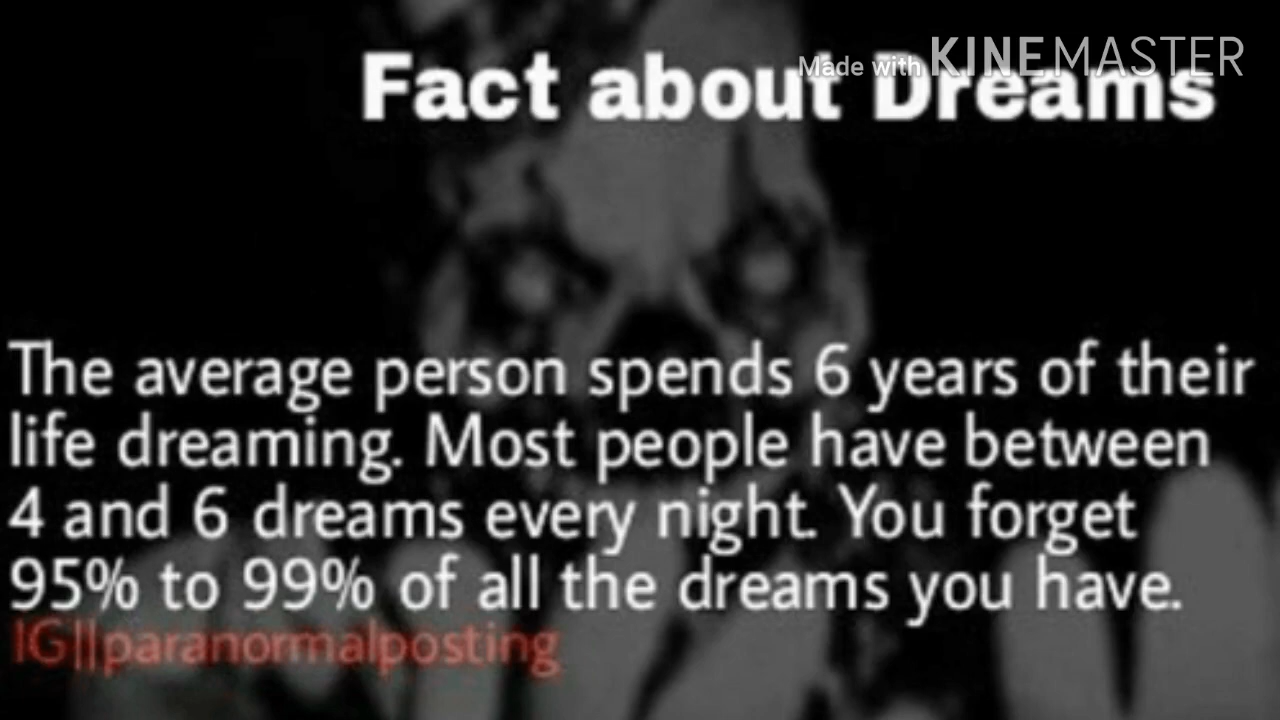 Made with KINEMASTER
Fact about Dreams
The average person spends 6 years of their
life dreaming. Most people have between
4 and 6 dreams every night. You forget
95% to 99% of all the dreams you have.
IG||paranormalposting